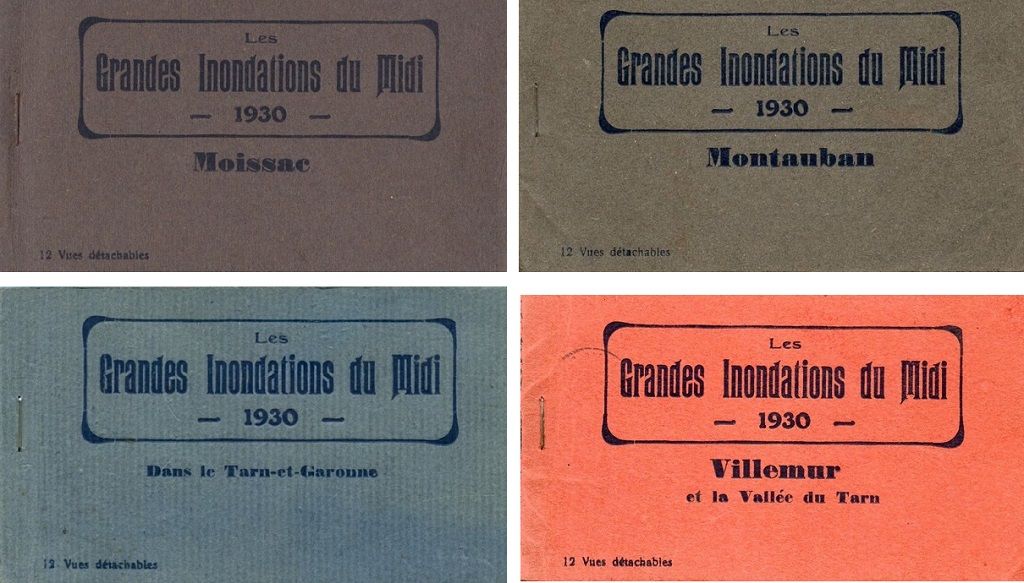 Les
Grandes Inondations du Midi
— 1930 —
Moissac
12 Vues détachables
Les
Grandes Inondations du Midi
— 1930 —
Montauban
12 Vues détachables
Les
Grandes Inondations du Midi
— 1930 —
Dans le Tarn-et-Garonne
12 Vues détachables
Les
Grandes Inondations du Midi
— 1930 —
Villemur
et la Vallée du Tarn
12 Vues détachables